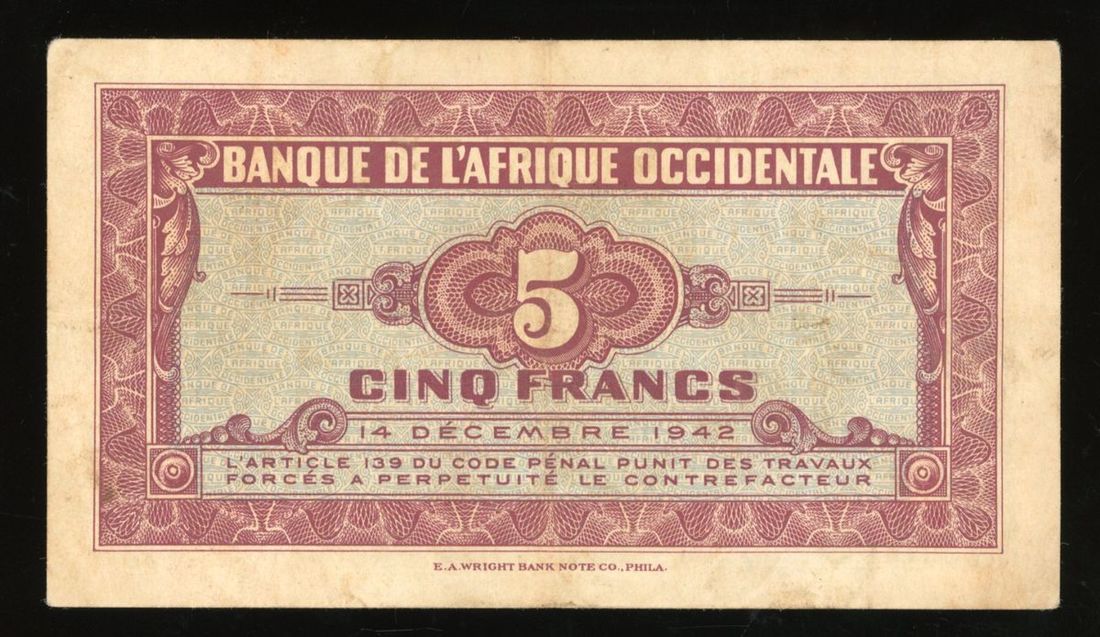 BANQUE DE L'AFRIQUE OCCIDENTALE
5
CINQ FRANCS
14 DÉCEMBRE 1942
L'ARTICLE 139 DU CODE PÉNAL PUNIT DES TRAVAUX
FORCÉS A PERPETUITÉ LE CONTREFACTEUR
E.A.WRIGHT BANK NOTE CO., PHILA.